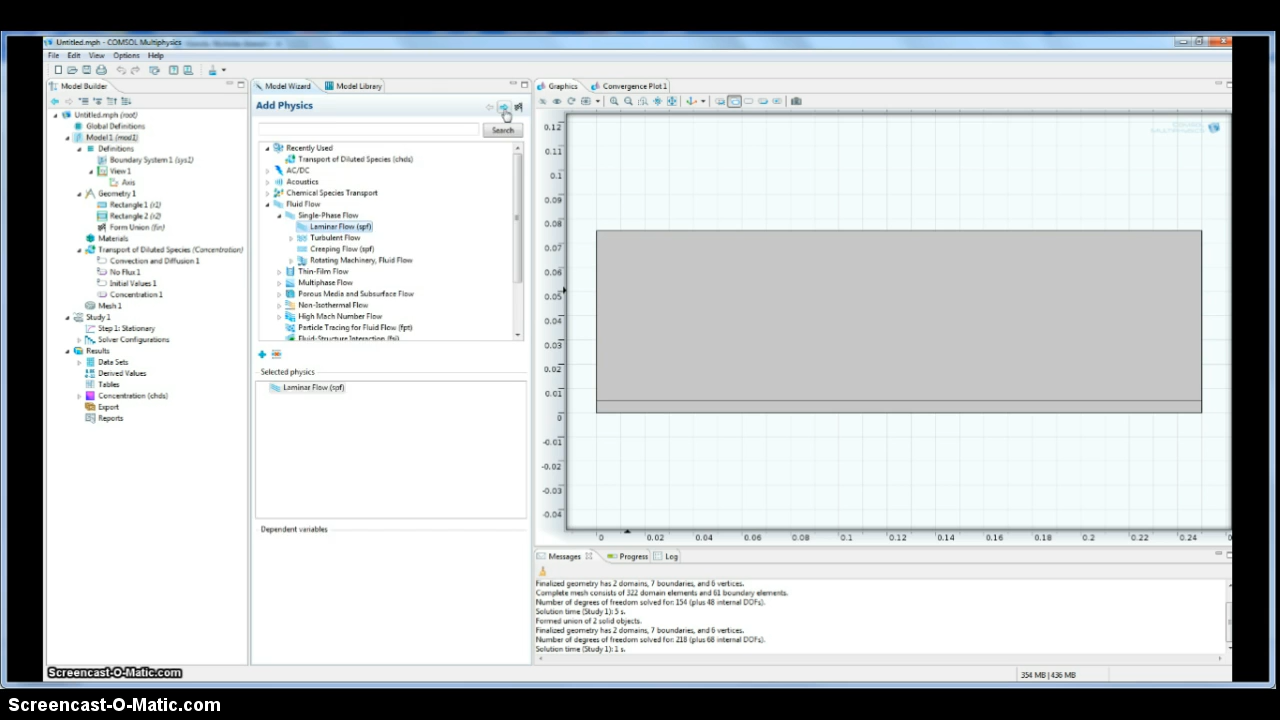 Untitled.mph - COMSOL Multiphysics
File Edit View Options Help
Model Builder
Untitled.mph (root)
Global Definitions
Model 1 (mod1)
Definitions
Boundary System 1 (sys1)
View 1
Axis
Geometry 1
Rectangle 1 (r1)
Rectangle 2 (r2)
Form Union (fin)
Materials
Transport of Diluted Species (Concentration)
Convection and Diffusion 1
No Flux 1
Initial Values 1
Concentration 1
Mesh 1
Study 1
Step 1: Stationary
Solver Configurations
Results
Data Sets
Derived Values
Tables
Concentration (chds)
Export
Reports
Model Wizard Model Library
Add Physics
Search
Recently Used
Transport of Diluted Species (chds)
AC/DC
Acoustics
Chemical Species Transport
Fluid Flow
Single-Phase Flow
Laminar Flow (spf)
Turbulent Flow
Creeping Flow (spf)
Rotating Machinery, Fluid Flow
Thin-Film Flow
Multiphase Flow
Porous Media and Subsurface Flow
Non-Isothermal Flow
High Mach Number Flow
Particle Tracing for Fluid Flow (fpt)
Fluid-Structure Interaction (fsi)
Selected physics
Laminar Flow (spf)
Dependent variables
Graphics Convergence Plot 1
COMSOL
MULTIPHYSICS
0.12
0.11
0.1
0.09
0.08
0.07
0.06
0.05
0.04
0.03
0.02
0.01
0
-0.01
-0.02
-0.03
-0.04
0 0.02 0.04 0.06 0.08 0.1 0.12 0.14 0.16 0.18 0.2 0.22 0.24
Messages Progress Log
Finalized geometry has 2 domains, 7 boundaries, and 6 vertices.
Complete mesh consists of 322 domain elements and 61 boundary elements.
Number of degrees of freedom solved for: 154 (plus 48 internal DOFs).
Solution time (Study 1): 5 s.
Formed union of 2 solid objects.
Finalized geometry has 2 domains, 7 boundaries, and 6 vertices.
Number of degrees of freedom solved for: 218 (plus 68 internal DOFs).
Solution time (Study 1): 1 s.
354 MB | 436 MB
Screencast-O-Matic.com
Screencast-O-Matic.com